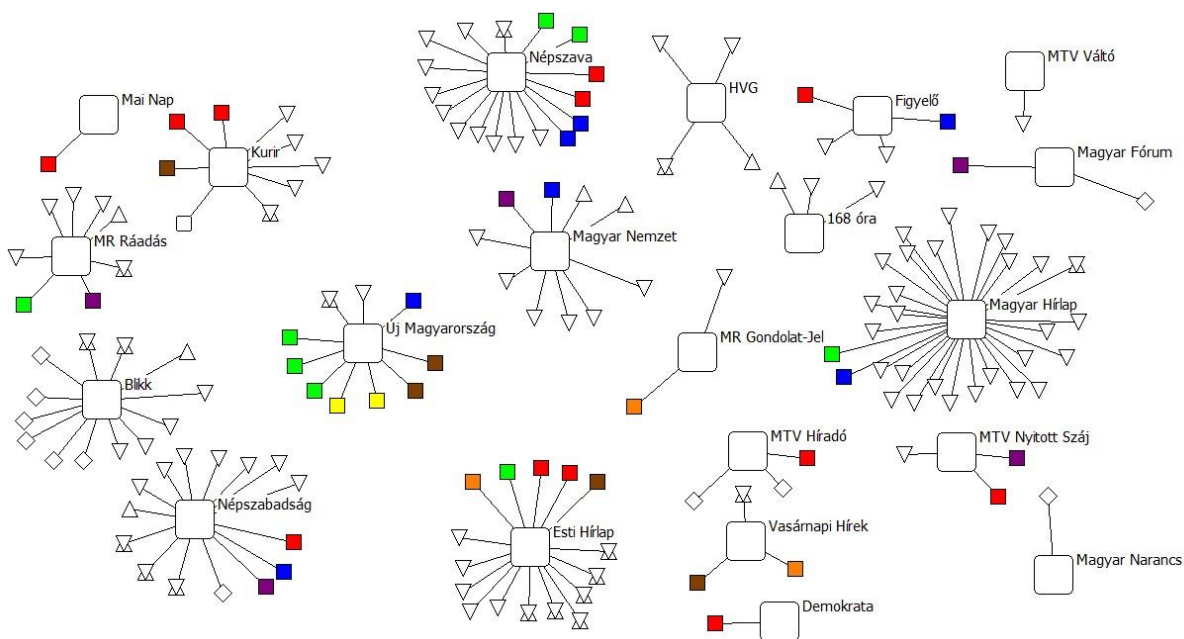 Népszava
MTV Váltó
HVG
Figyelő
Mai Nap
Kurir
Magyar Fórum
MR Ráadás
Magyar Nemzet
168 óra
Magyar Hírlap
Új Magyarország
MR Gondolat-Jel
Blikk
MTV Híradó
MTV Nyitott Száj
Népszabadság
Esti Hírlap
Vasárnapi Hírek
Magyar Narancs
Demokrata